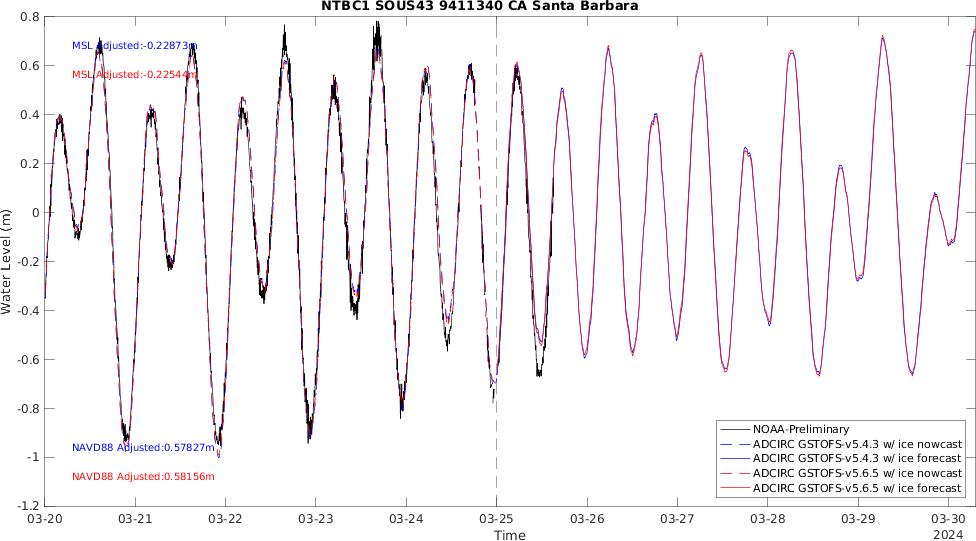 NTBC1 SOUS43 9411340 CA Santa Barbara
0.8
0.6
0.4
0.2
0
-0.2
-0.4
-0.6
-0.8
-1
-1.2
Water Level (m)
MSL Adjusted:-0.22873m
MSL Adjusted:-0.22544m
NAVD88 Adjusted:0.57827m
NAVD88 Adjusted:0.58156m
NOAA-Preliminary
ADCIRC GSTOFS-v5.4.3 w/ ice nowcast
ADCIRC GSTOFS-v5.4.3 w/ ice forecast
ADCIRC GSTOFS-v5.6.5 w/ ice nowcast
ADCIRC GSTOFS-v5.6.5 w/ ice forecast
03-20 03-21 03-22 03-23 03-24 03-25 03-26 03-27 03-28 03-29 03-30
Time 2024